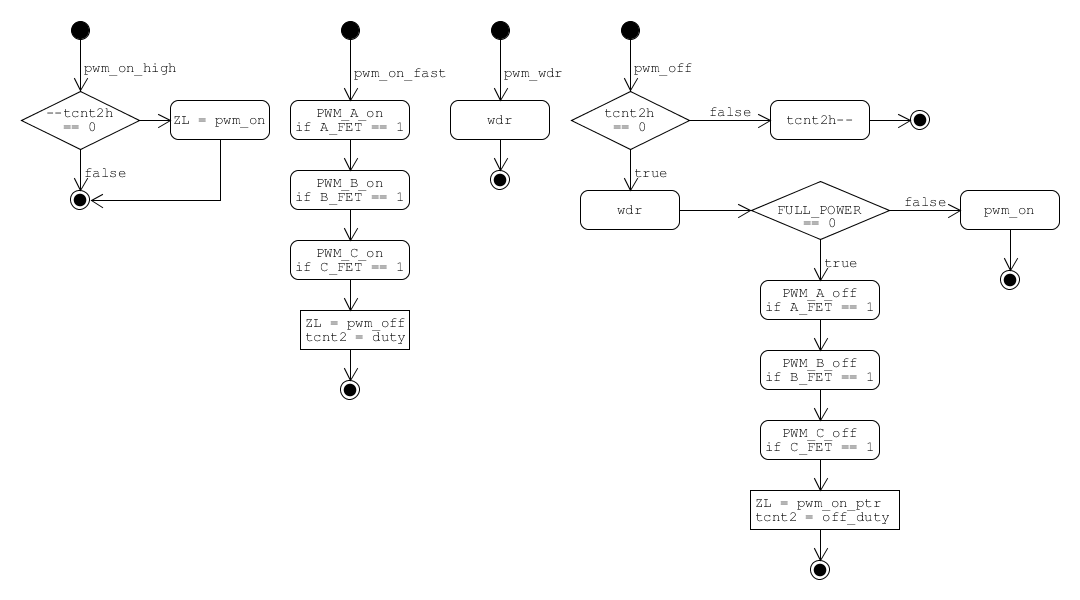 pwm_on_high
--tcnt2h
== 0
ZL = pwm_on
false
pwm_on_fast
PWM_A_on
if A_FET == 1
PWM_B_on
if B_FET == 1
PWM_C_on
if C_FET == 1
ZL = pwm_off
tcnt2 = duty
pwm_wdr
wdr
pwm_off
tcnt2h
== 0
false
tcnt2h--
true
wdr
FULL_POWER
== 0
false
pwm_on
true
PWM_A_off
if A_FET == 1
PWM_B_off
if B_FET == 1
PWM_C_off
if C_FET == 1
ZL = pwm_on_ptr
tcnt2 = off_duty